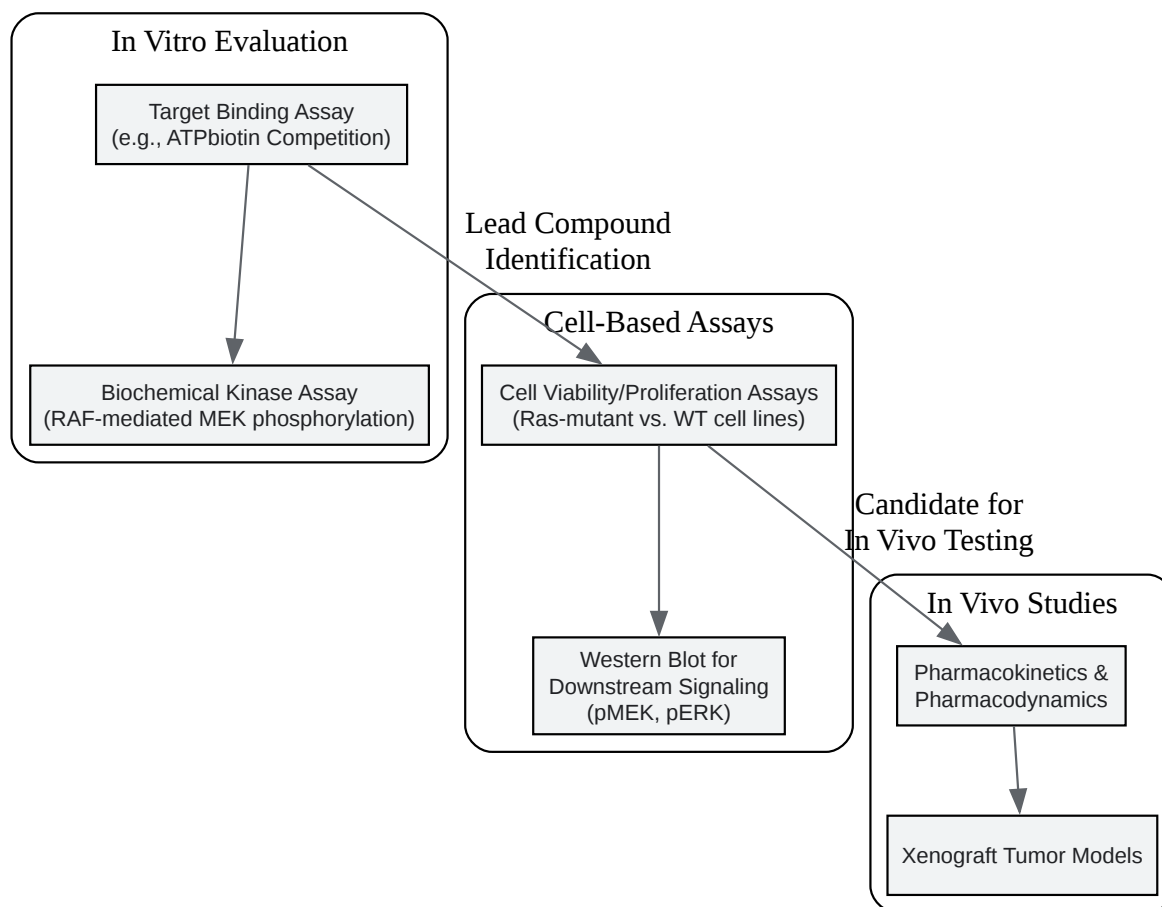 In Vitro Evaluation
Target Binding Assay
(e.g., ATPbiotin Competition)
Lead Compound
Identification
Cell-Based Assays
Biochemical Kinase Assay
(RAF-mediated MEK phosphorylation)
Cell Viability/Proliferation Assays
(Ras-mutant vs. WT cell lines)
Candidate for
In Vivo Testing
In Vivo Studies
Western Blot for
Downstream Signaling
(pMEK, pERK)
Pharmacokinetics &
Pharmacodynamics
Xenograft Tumor Models